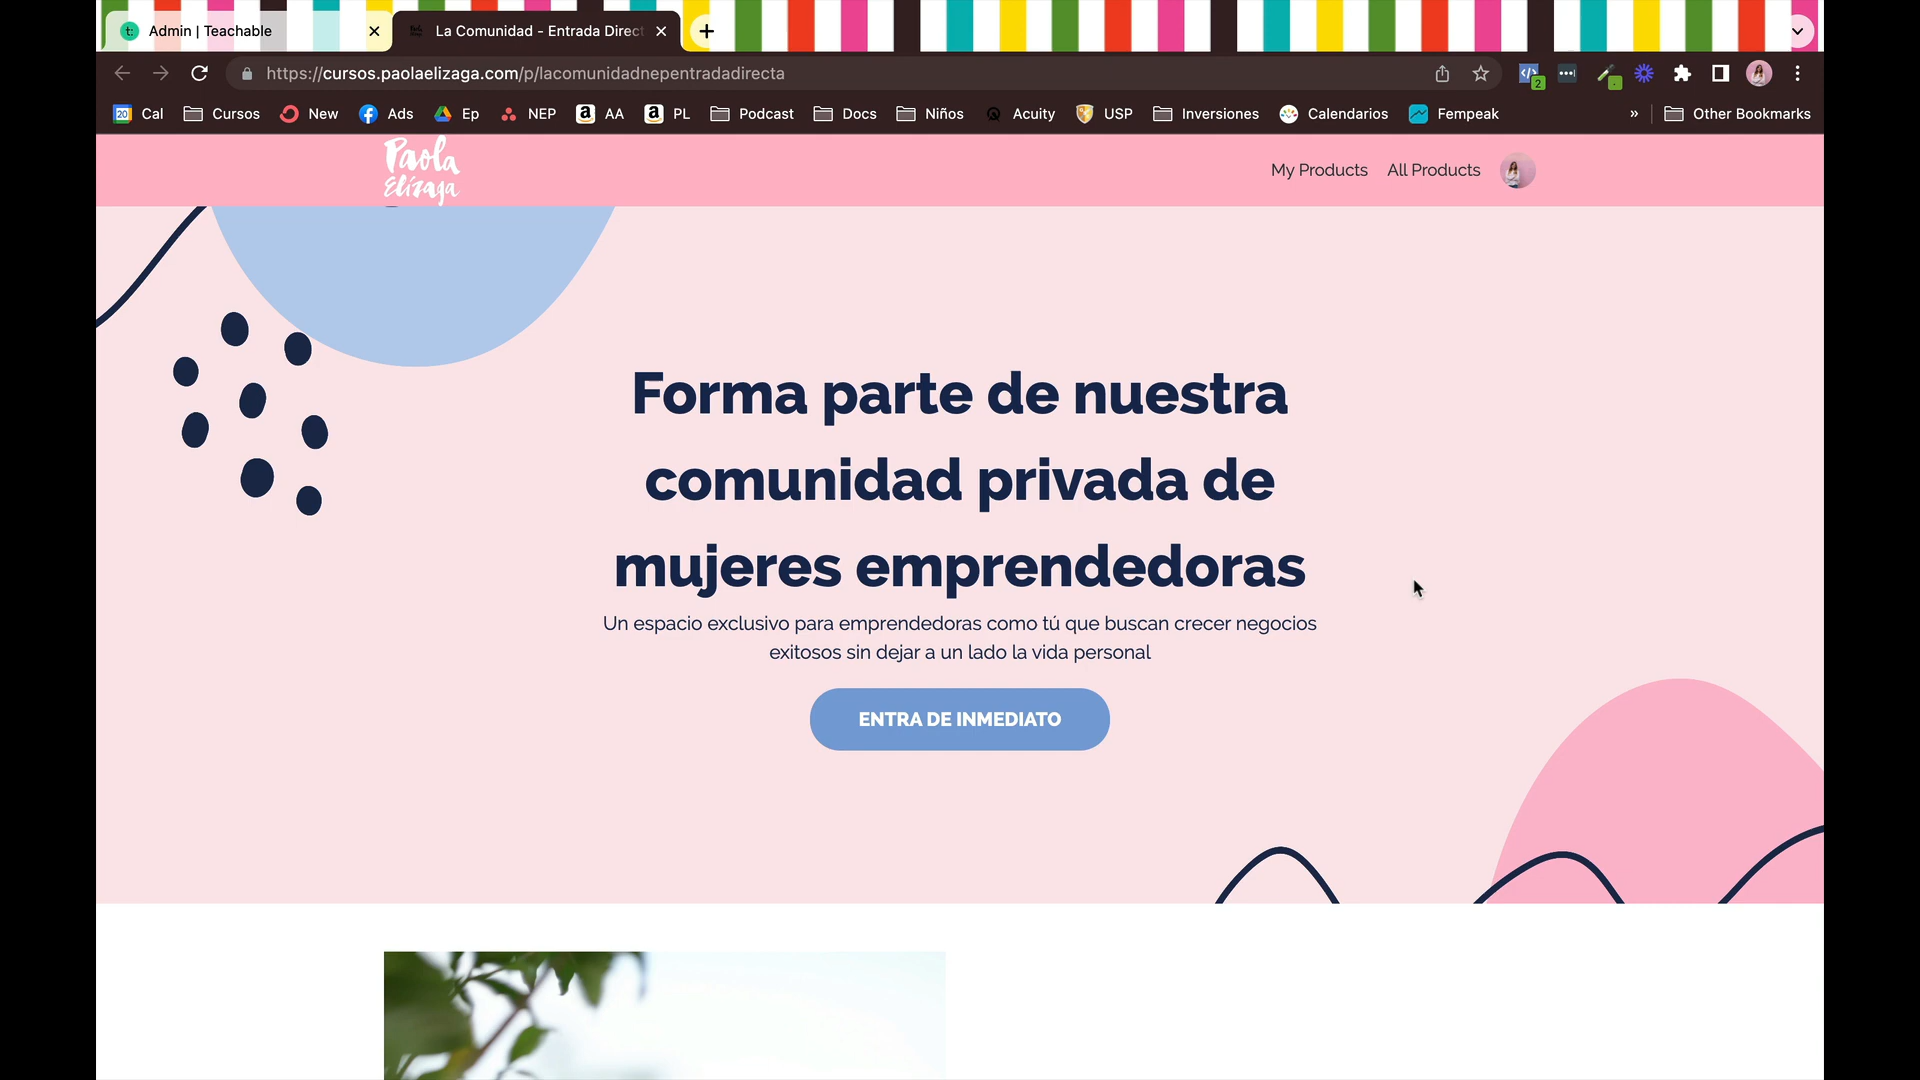 Admin | Teachable
La Comunidad - Entrada Direct
https://cursos.paolaelizaga.com/p/lacomunidadnepentradadirecta
2
20 Cal Cursos New Ads Ep NEP AA PL Podcast Docs Niños Acuity USP Inversiones Calendarios Fempeak » Other Bookmarks
Paola
Elízaga
My Products All Products
Forma parte de nuestra
comunidad privada de
mujeres emprendedoras
Un espacio exclusivo para emprendedoras como tú que buscan crecer negocios
exitosos sin dejar a un lado la vida personal
ENTRA DE INMEDIATO